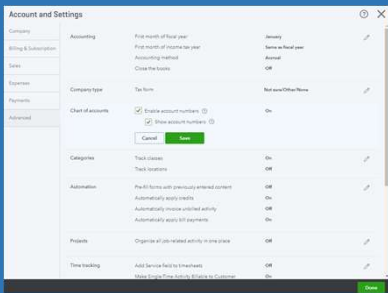 Account and Settings
Company
Billing & Subscription
Sales
Expenses
Payments
Advanced
Accounting
First month of fiscal year January
First month of income tax year Same as fiscal year
Accounting method Accrual
Close the books Off
Company type
Tax form Not sure/Other/None
Chart of accounts
Enable account numbers On
Show account numbers
Cancel Save
Categories
Track classes On
Track locations Off
Automation
Pre-fill forms with previously entered content Off
Automatically apply credits On
Automatically invoice unbilled activity Off
Automatically apply bill payments On
Projects
Organize all job-related activity in one place Off
Time tracking
Add Service field to timesheets Off
Make Single-Time Activity Billable to Customer On
Done